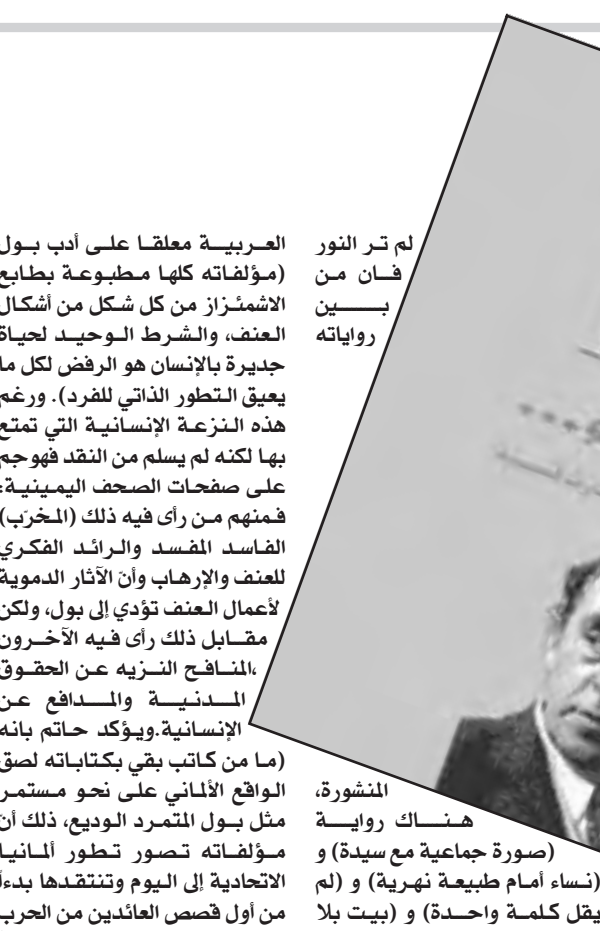 لم تر النور
فان من
بين
رواياته
المنشورة،
هناك رواية
(صورة جماعية مع سيدة) و
(نساء أمام طبيعة نهرية) و (لم
يقل كلمة واحدة) و (بيت بلا
العربية معلقا على أدب بول
(مؤلفاته كلها مطبوعة بطابع
الاشمئزاز من كل شكل من أشكال
العنف، والشرط الوحيد لحياة
جديرة بالإنسان هو الرفض لكل ما
يعيق التطور الذاتي للفرد). ورغم
هذه النزعة الإنسانية التي تمتع
بها لكنه لم يسلم من النقد فهوجم
على صفحات الصحف اليمينية،
فمنهم من رأى فيه ذلك (المخرّب)
الفاسد المفسد والرائد الفكري
للعنف والإرهاب وأنّ الآثار الدموية
لأعمال العنف تؤدي إلى بول، ولكن
مقابل ذلك رأى فيه الآخرون
،المنافح النزيه عن الحقوق
المدنية والمدافع عن
الإنسانية.ويؤكد حاتم بانه
(ما من كاتب بقي بكتاباته لصق
الواقع الألماني على نحو مستمر
مثل بول المتمرد الوديع، ذلك أن
مؤلفاته تصور تطور ألمانيا
الاتحادية إلى اليوم وتنتقدها بدءاً
من أول قصص العائدين من الحرب